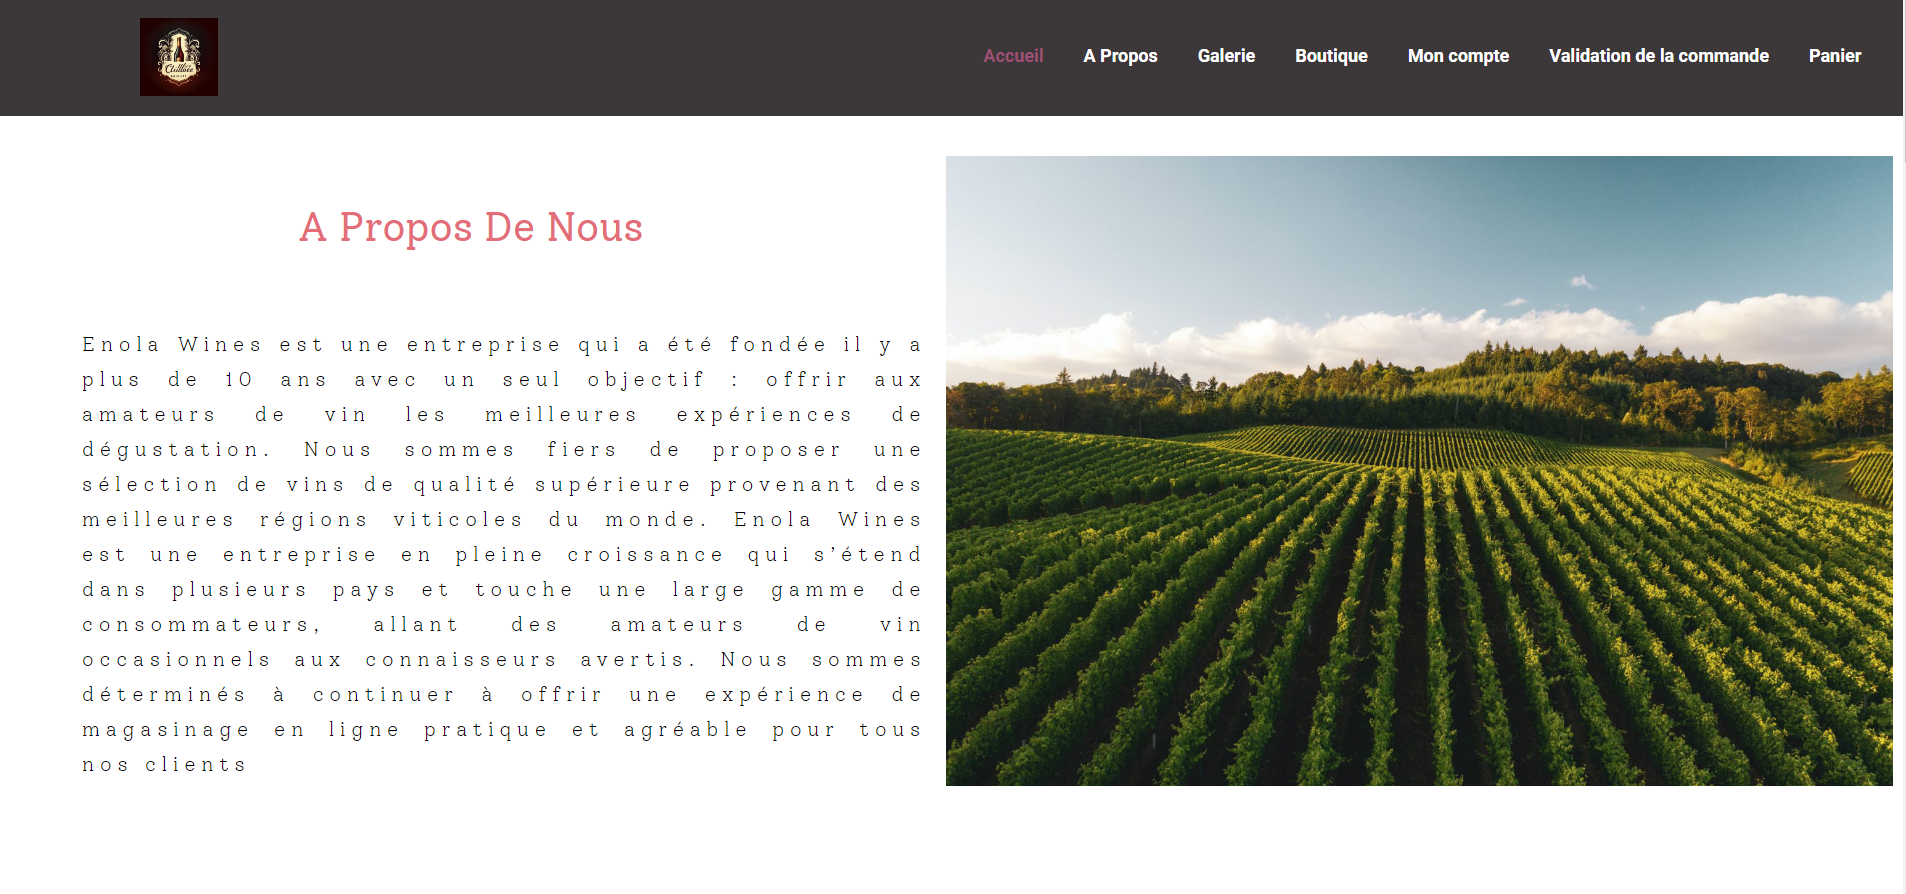 Accueil A Propos Galerie Boutique Mon compte Validation de la commande Panier
A Propos De Nous
Enola Wines est une entreprise qui a été fondée il y a
plus de 10 ans avec un seul objectif : offrir aux
amateurs de vin les meilleures expériences de
dégustation. Nous sommes fiers de proposer une
sélection de vins de qualité supérieure provenant des
meilleures régions viticoles du monde. Enola Wines
est une entreprise en pleine croissance qui s’étend
dans plusieurs pays et touche une large gamme de
consommateurs, allant des amateurs de vin
occasionnels aux connaisseurs avertis. Nous sommes
déterminés à continuer à offrir une expérience de
magasinage en ligne pratique et agréable pour tous
nos clients